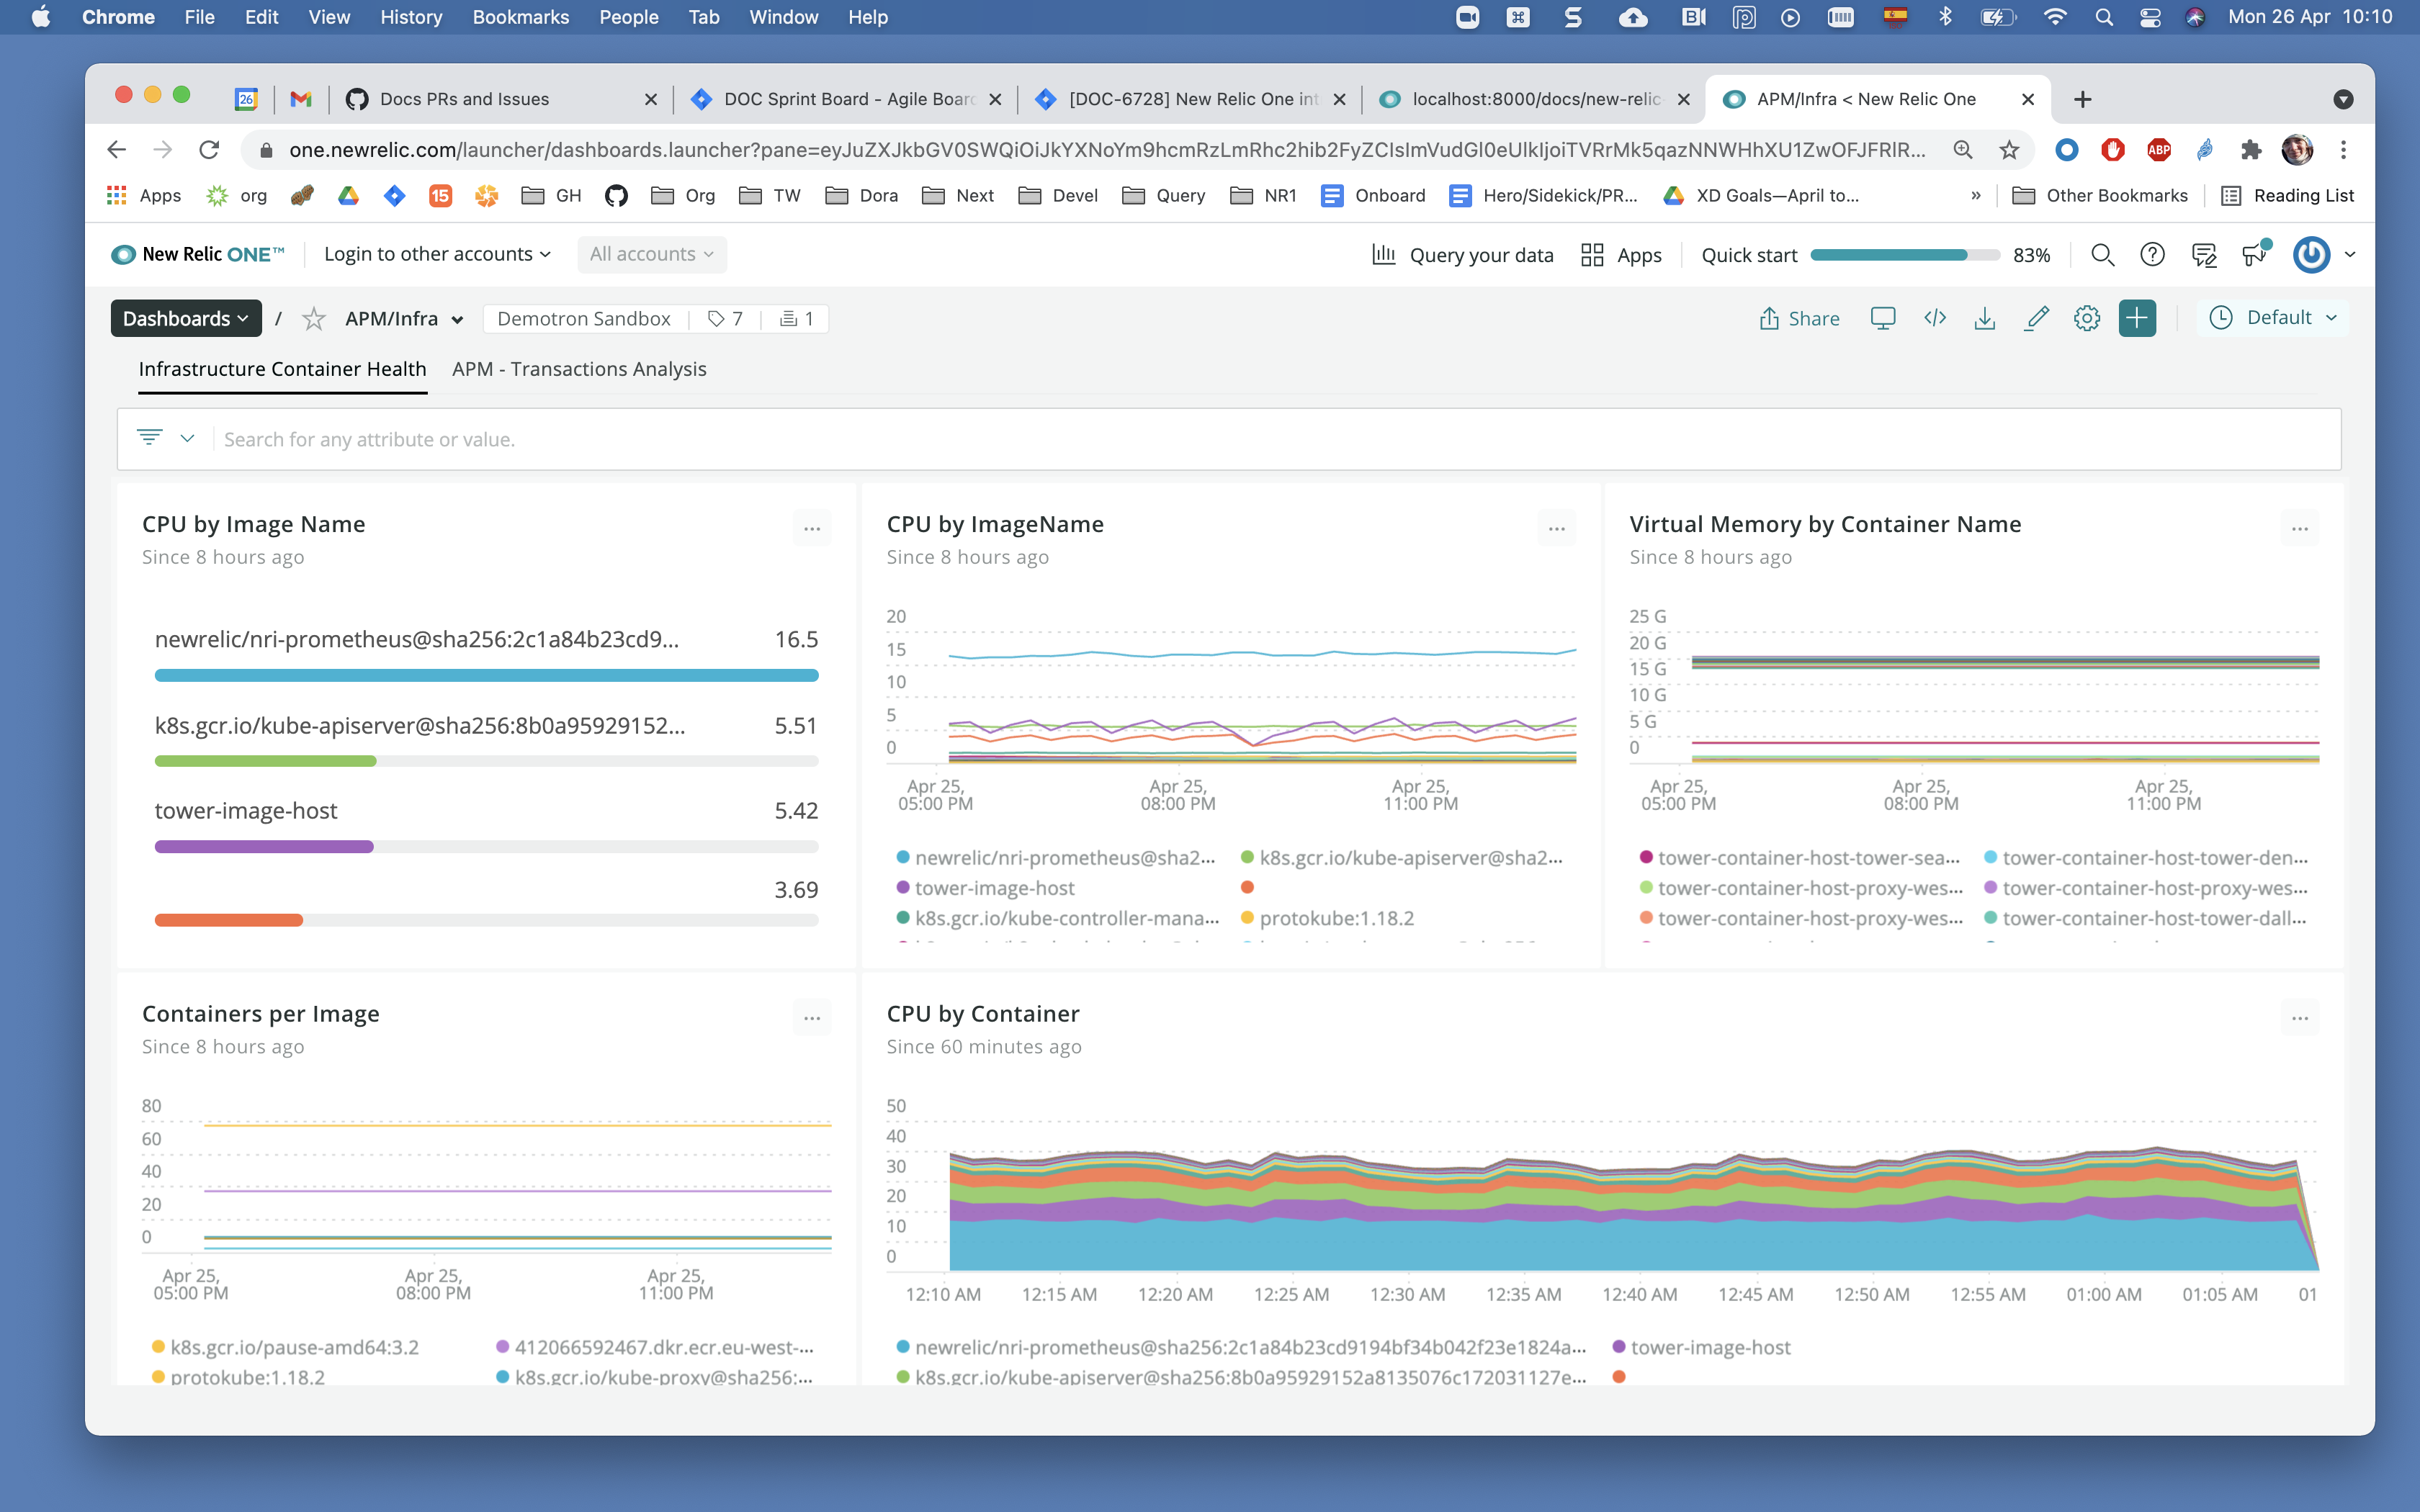 Chrome File Edit View History Bookmarks People Tab Window Help Mon 26 Apr 10:10
26 Docs PRs and Issues DOC Sprint Board - Agile Boar [DOC-6728] New Relic One int localhost:8000/docs/new-relic APM/Infra < New Relic One
one.newrelic.com/launcher/dashboards.launcher?pane=eyJuZXJkbGV0SWQiOiJkYXNoYm9hcmRzLmRhc2hib2FyZCIsImVudGl0eUlkIjoiTVRrMk5qazNNWHhXU1ZwOFJFRlR... ABP
Apps org 15 GH Org TW Dora Next Devel Query NR1 Onboard Hero/Sidekick/PR... XD Goals—April to... » Other Bookmarks Reading List
New Relic ONE™ Login to other accounts All accounts Query your data Apps Quick start 83%
Dashboards / APM/Infra Demotron Sandbox 7 1 Share </> Default
Infrastructure Container Health APM - Transactions Analysis
Search for any attribute or value.
CPU by Image Name
Since 8 hours ago
newrelic/nri-prometheus@sha256:2c1a84b23cd9... 16.5
k8s.gcr.io/kube-apiserver@sha256:8b0a95929152... 5.51
tower-image-host 5.42
3.69
CPU by ImageName
Since 8 hours ago
20
15
10
5
0
Apr 25, 05:00 PM
Apr 25, 08:00 PM
Apr 25, 11:00 PM
newrelic/nri-prometheus@sha2... k8s.gcr.io/kube-apiserver@sha2...
tower-image-host
k8s.gcr.io/kube-controller-mana... protokube:1.18.2
Virtual Memory by Container Name
Since 8 hours ago
25 G
20 G
15 G
10 G
5 G
0
Apr 25, 05:00 PM
Apr 25, 08:00 PM
Apr 25, 11:00 PM
tower-container-host-tower-sea... tower-container-host-tower-den...
tower-container-host-proxy-wes... tower-container-host-proxy-wes...
tower-container-host-proxy-wes... tower-container-host-tower-dall...
Containers per Image
Since 8 hours ago
80
60
40
20
0
Apr 25, 05:00 PM
Apr 25, 08:00 PM
Apr 25, 11:00 PM
k8s.gcr.io/pause-amd64:3.2 412066592467.dkr.ecr.eu-west-...
protokube:1.18.2 k8s.gcr.io/kube-proxy@sha256:...
CPU by Container
Since 60 minutes ago
50
40
30
20
10
0
12:10 AM 12:15 AM 12:20 AM 12:25 AM 12:30 AM 12:35 AM 12:40 AM 12:45 AM 12:50 AM 12:55 AM 01:00 AM 01:05 AM 01
newrelic/nri-prometheus@sha256:2c1a84b23cd9194bf34b042f23e1824a... tower-image-host
k8s.gcr.io/kube-apiserver@sha256:8b0a95929152a8135076c172031127e...